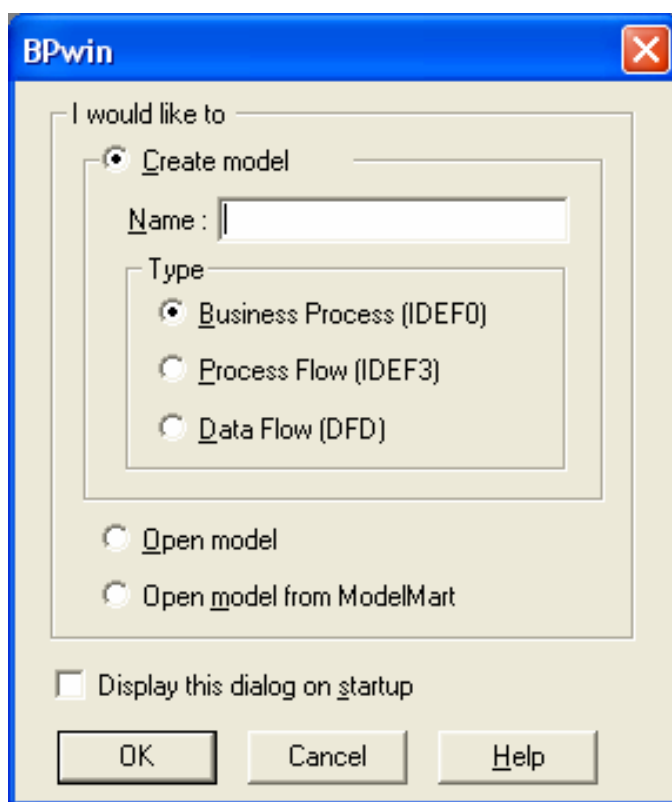 BPwin
I would like to
Create model
Name :
Type
Business Process (IDEF0)
Process Flow (IDEF3)
Data Flow (DFD)
Open model
Open model from ModelMart
Display this dialog on startup
OK Cancel Help